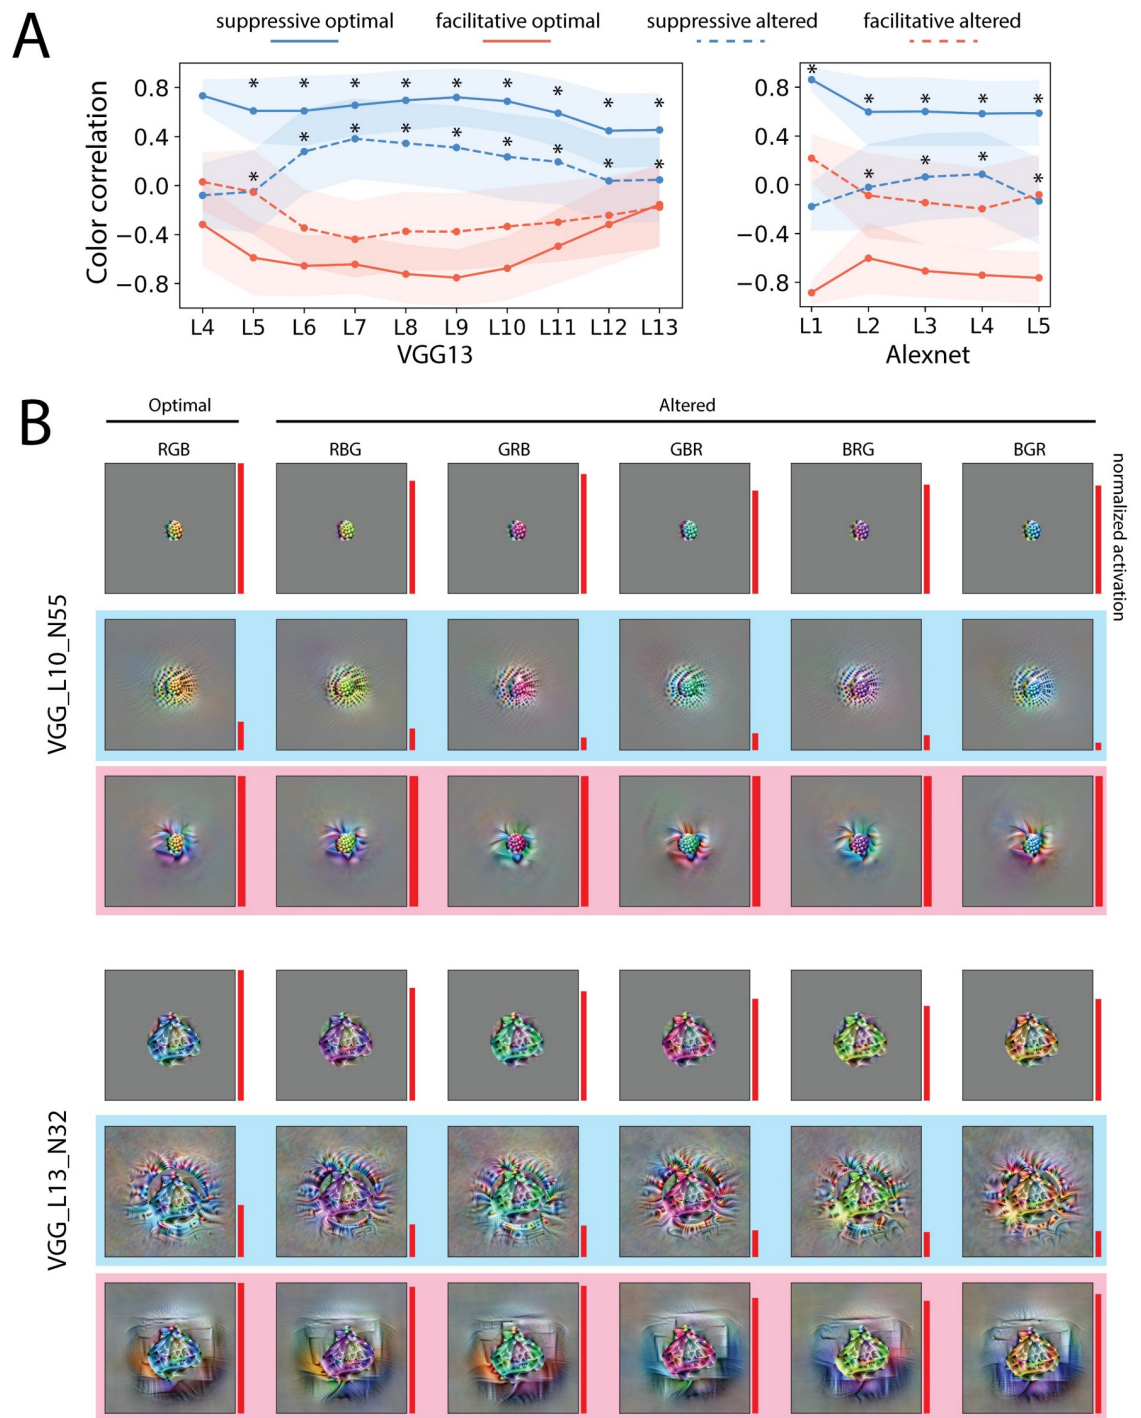 A
suppressive optimal facilitative optimal suppressive altered facilitative altered
Color correlation
0.8
0.4
0.0
−0.4
−0.8
* * * * * * * * *
* * * * * * * * *
L4 L5 L6 L7 L8 L9 L10 L11 L12 L13
VGG13
0.8
0.4
0.0
−0.4
−0.8
* * * * *
* * * *
L1 L2 L3 L4 L5
Alexnet
B
Optimal Altered
RGB RBG GRB GBR BRG BGR
normalized activation
VGG_L10_N55
VGG_L13_N32